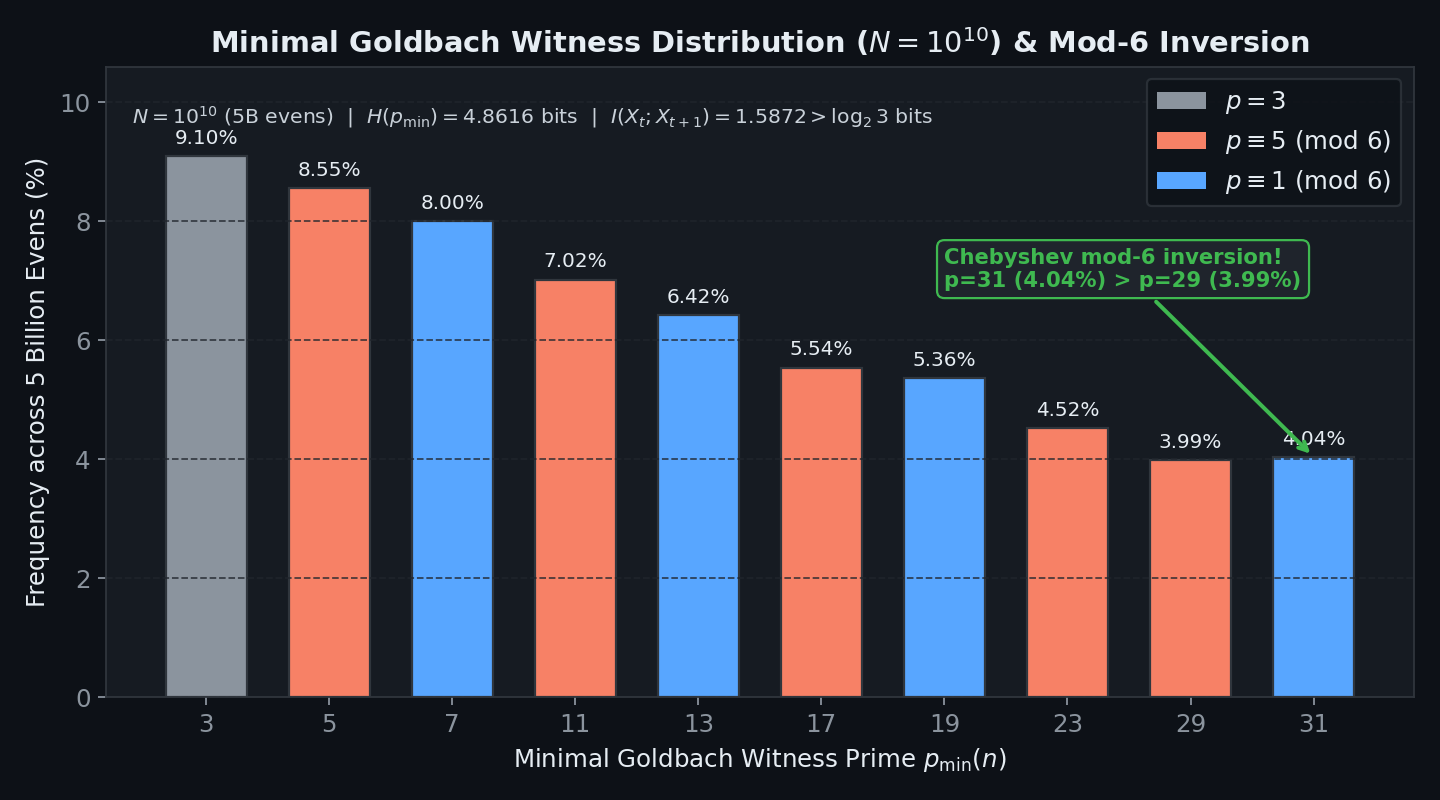 Minimal Goldbach Witness Distribution (N = 10¹⁰) & Mod-6 Inversion
N = 10¹⁰ (5B evens) | H(p_min) = 4.8616 bits | I(X_t; X_{t+1}) = 1.5872 > log₂ 3 bits
p = 3
p ≡ 5 (mod 6)
p ≡ 1 (mod 6)
Chebyshev mod-6 inversion!
p=31 (4.04%) > p=29 (3.99%)
9.10%
8.55%
8.00%
7.02%
6.42%
5.54%
5.36%
4.52%
3.99%
4.04%
Frequency across 5 Billion Evens (%)
10
8
6
4
2
0
3
5
7
11
13
17
19
23
29
31
Minimal Goldbach Witness Prime p_min(n)